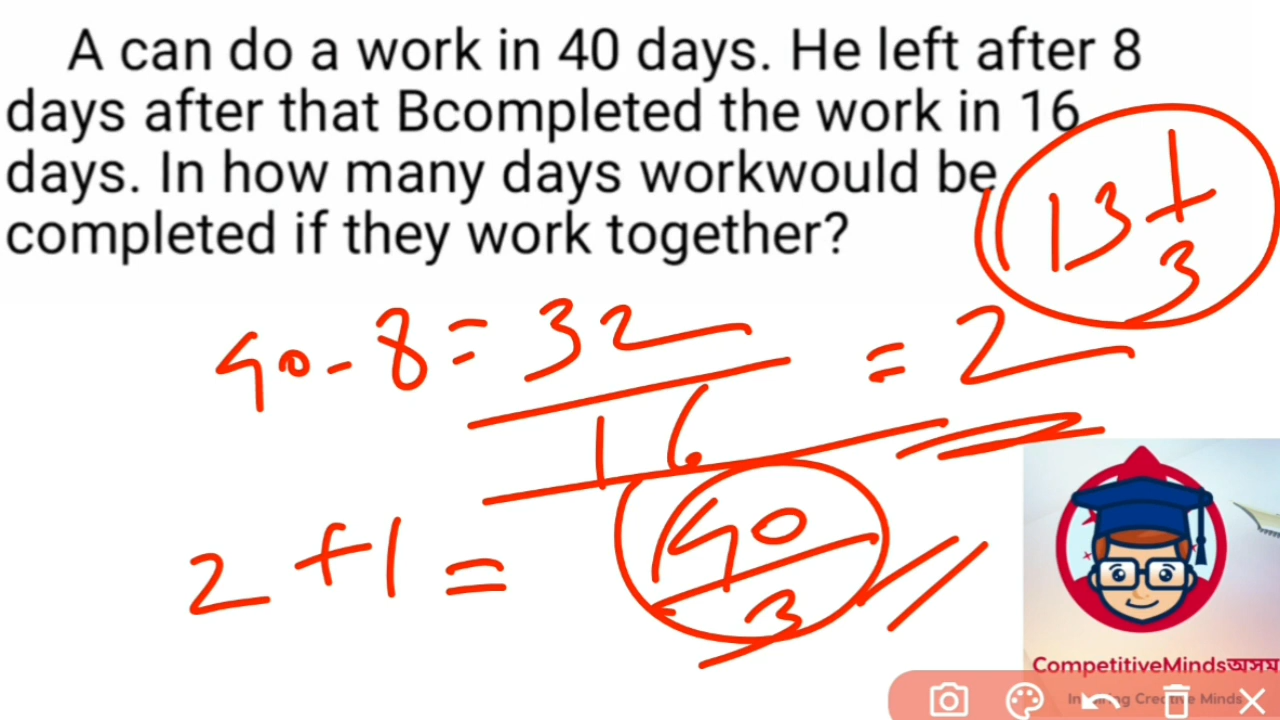 A can do a work in 40 days. He left after 8
days after that Bcompleted the work in 16
days. In how many days workwould be
completed if they work together?
13 1/3
40 - 8 = 32/16 = 2
2 + 1 = 40/3
CompetitiveMindsঅসম
Creative Minds